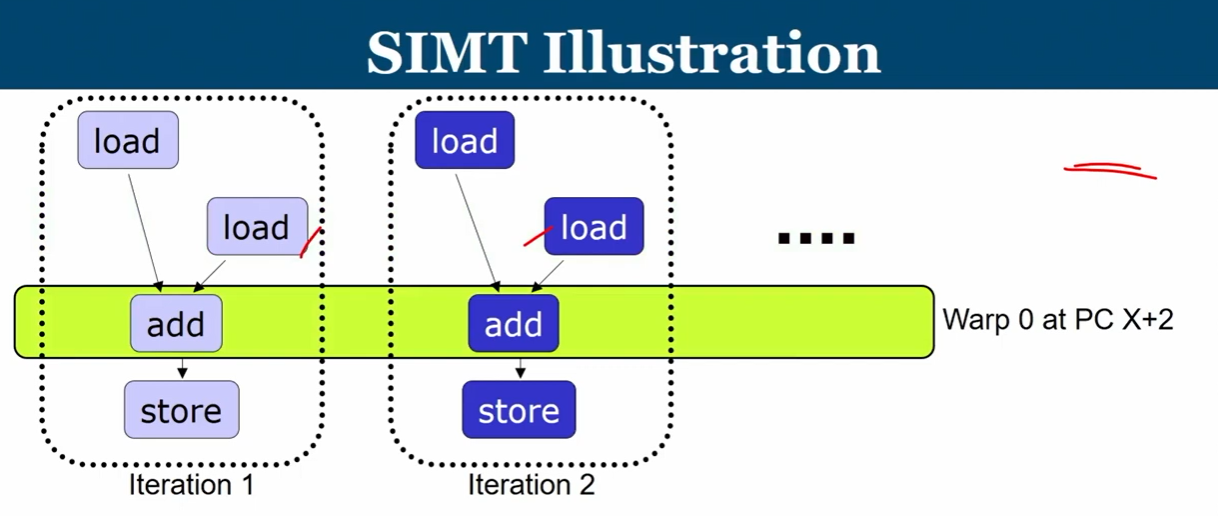 SIMT Illustration
load load
load load
....
add add Warp 0 at PC X+2
store store
Iteration 1 Iteration 2